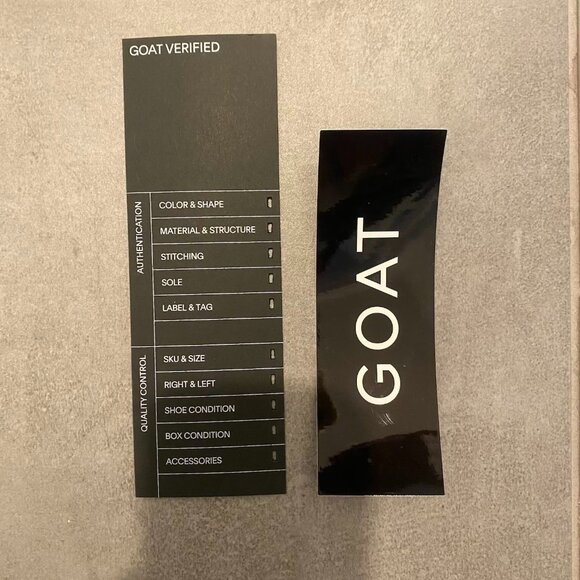 GOAT VERIFIED
AUTHENTICATION
COLOR & SHAPE
MATERIAL & STRUCTURE
STITCHING
SOLE
LABEL & TAG
QUALITY CONTROL
SKU & SIZE
RIGHT & LEFT
SHOE CONDITION
BOX CONDITION
ACCESSORIES
GOAT